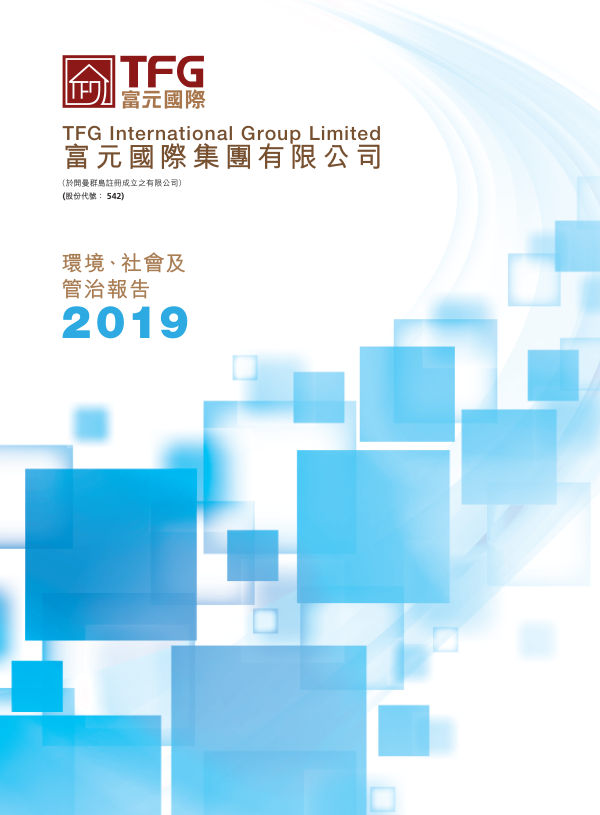 TFG
TFG
富元國際
TFG International Group Limited
富元國際集團有限公司
(於開曼群島註冊成立之有限公司)
(股份代號： 542)
環境、社會及
管治報告
2019